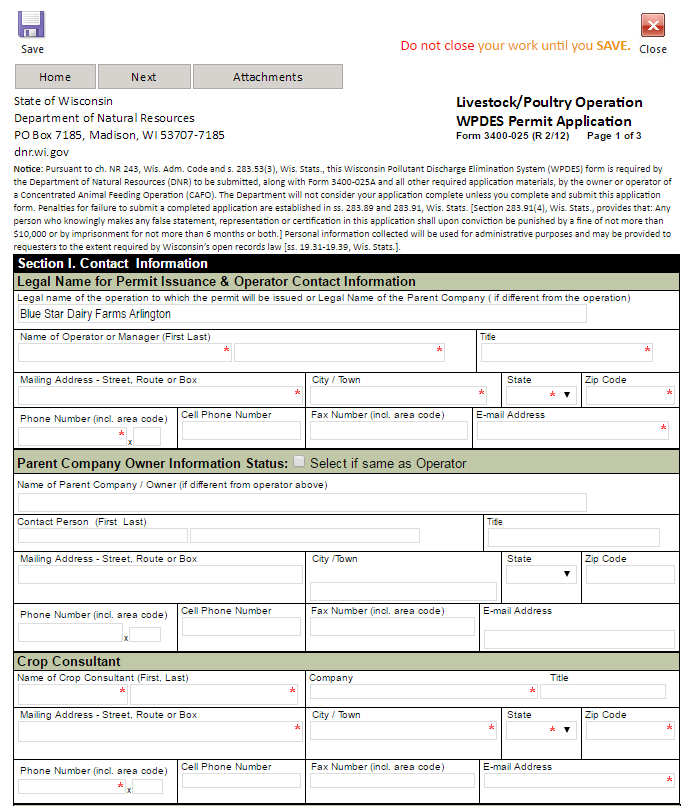 Save
Do not close your work until you SAVE.
Close
Home Next Attachments
State of Wisconsin
Department of Natural Resources
PO Box 7185, Madison, WI 53707-7185
dnr.wi.gov
Livestock/Poultry Operation
WPDES Permit Application
Form 3400-025 (R 2/12) Page 1 of 3
Notice: Pursuant to ch. NR 243, Wis. Adm. Code and s. 283.53(3), Wis. Stats., this Wisconsin Pollutant Discharge Elimination System (WPDES) form is required by
the Department of Natural Resources (DNR) to be submitted, along with Form 3400-025A and all other required application materials, by the owner or operator of
a Concentrated Animal Feeding Operation (CAFO). The Department will not consider your application complete unless you complete and submit this application
form. Penalties for failure to submit a completed application are established in ss. 283.89 and 283.91, Wis. Stats. [Section 283.91(4), Wis. Stats., provides that: Any
person who knowingly makes any false statement, representation or certification in this application shall upon conviction be punished by a fine of not more than
$10,000 or by imprisonment for not more than 6 months or both.] Personal information collected will be used for administrative purposes and may be provided to
requesters to the extent required by Wisconsin's open records law [ss. 19.31-19.39, Wis. Stats.].
Section I. Contact Information
Legal Name for Permit Issuance & Operator Contact Information
Legal name of the operation to which the permit will be issued or Legal Name of the Parent Company ( if different from the operation)
Blue Star Dairy Farms Arlington
Name of Operator or Manager (First Last) Title
* * *
Mailing Address - Street, Route or Box City / Town State Zip Code
* * * ▼ *
Phone Number (incl. area code) Cell Phone Number Fax Number (incl. area code) E-mail Address
* x *
Parent Company Owner Information Status: Select if same as Operator
Name of Parent Company / Owner (if different from operator above)
Contact Person (First Last) Title
Mailing Address - Street, Route or Box City /Town State Zip Code
▼
Phone Number (incl. area code) Cell Phone Number Fax Number (incl. area code) E-mail Address
x
Crop Consultant
Name of Crop Consultant (First, Last) Company Title
* * *
Mailing Address - Street, Route or Box City / Town State Zip Code
* * * ▼ *
Phone Number (incl. area code) Cell Phone Number Fax Number (incl. area code) E-mail Address
* x *